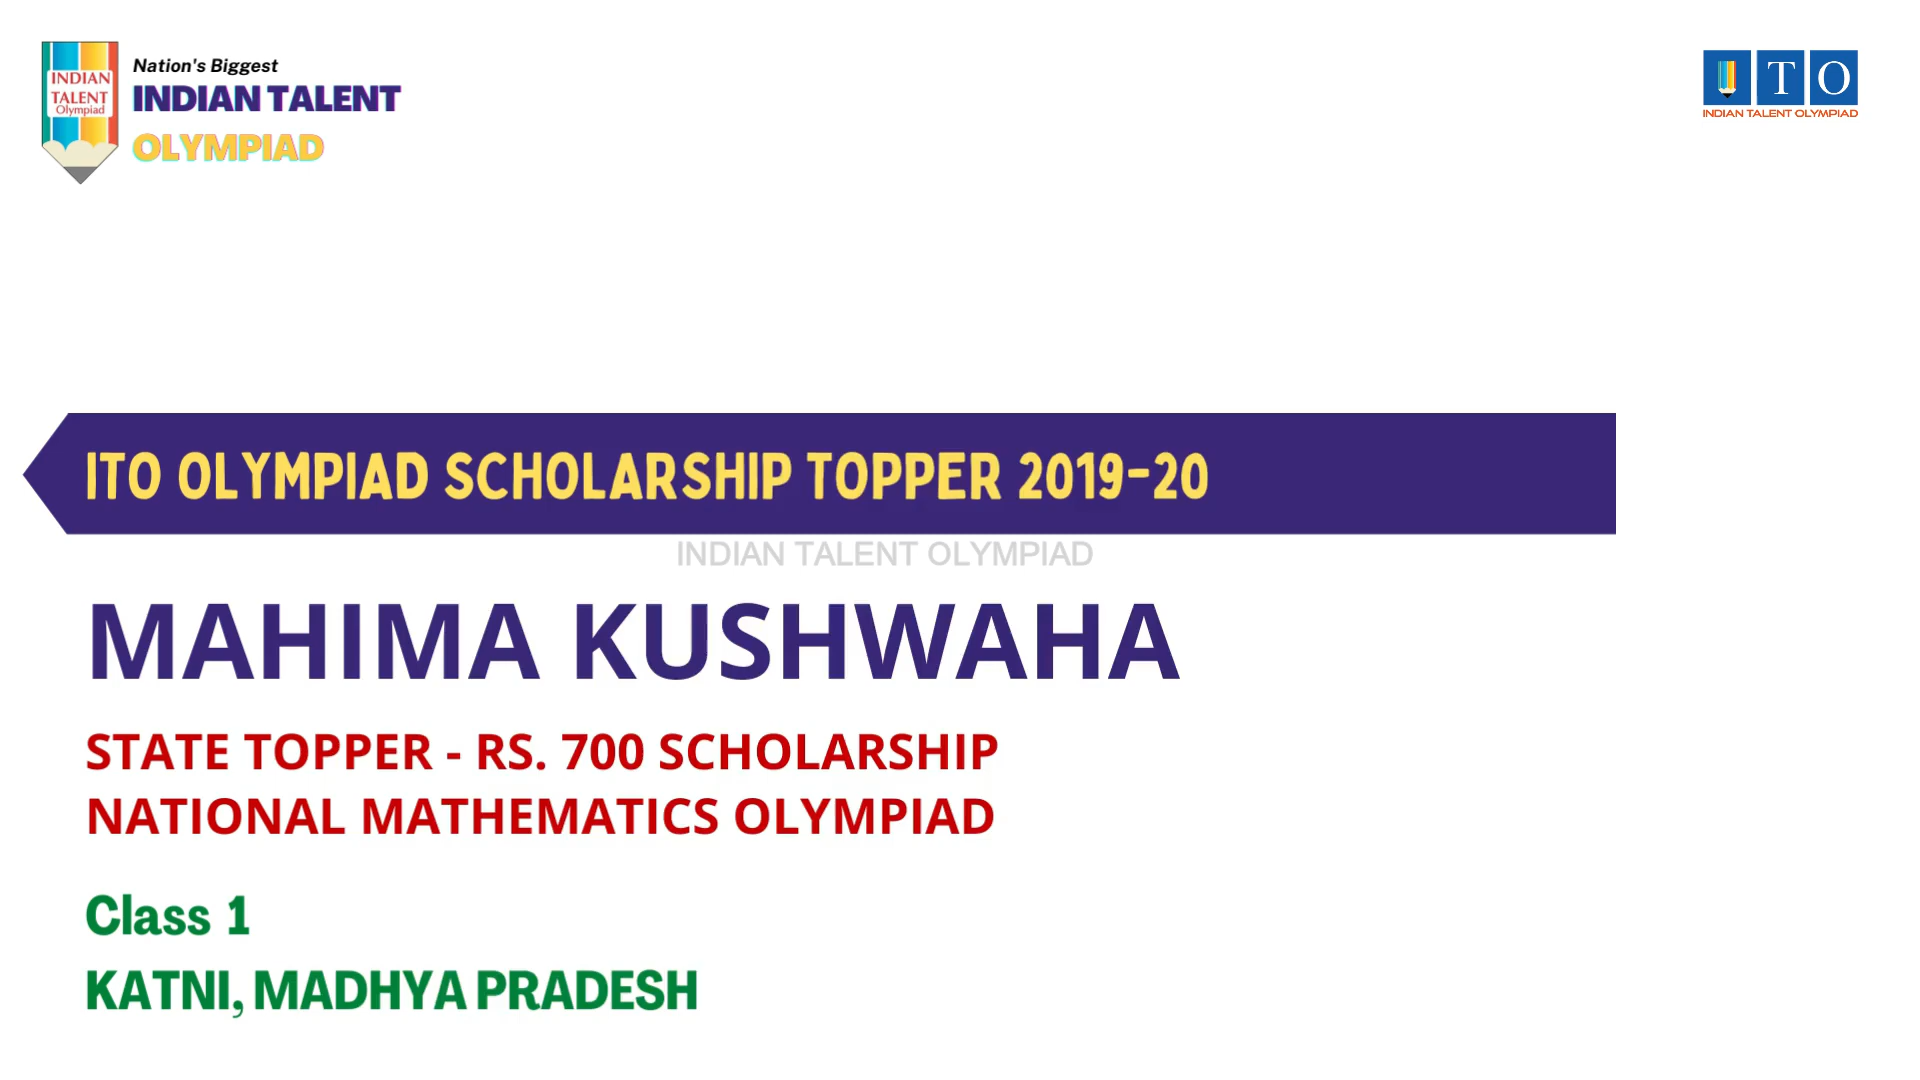 INDIAN
TALENT
Olympiad
Nation's Biggest
INDIAN TALENT
OLYMPIAD
TO
INDIAN TALENT OLYMPIAD
ITO OLYMPIAD SCHOLARSHIP TOPPER 2019-20
INDIAN TALENT OLYMPIAD
MAHIMA KUSHWAHA
STATE TOPPER - RS. 700 SCHOLARSHIP
NATIONAL MATHEMATICS OLYMPIAD
Class 1
KATNI, MADHYA PRADESH